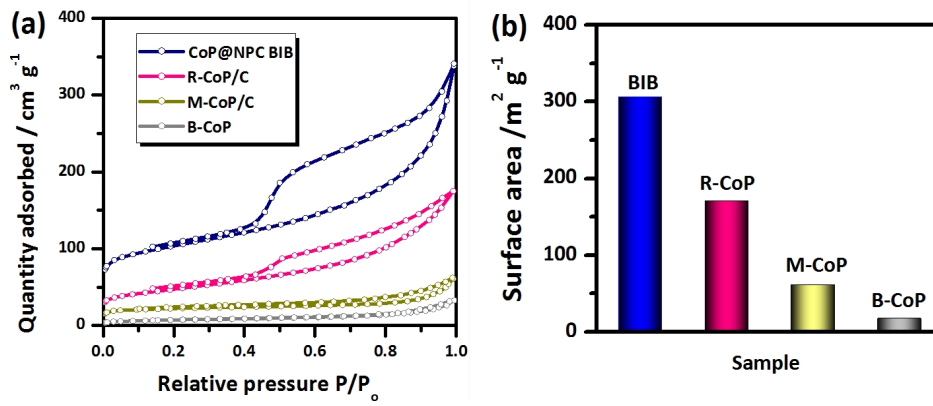 (a)
Quantity adsorbed / cm³ g⁻¹
400
300
200
100
0
CoP@NPC BIB
R-CoP/C
M-CoP/C
B-CoP
0.0 0.2 0.4 0.6 0.8 1.0
Relative pressure P/Pₒ
(b)
Surface area /m² g⁻¹
400
300
200
100
0
BIB
R-CoP
M-CoP
B-CoP
Sample